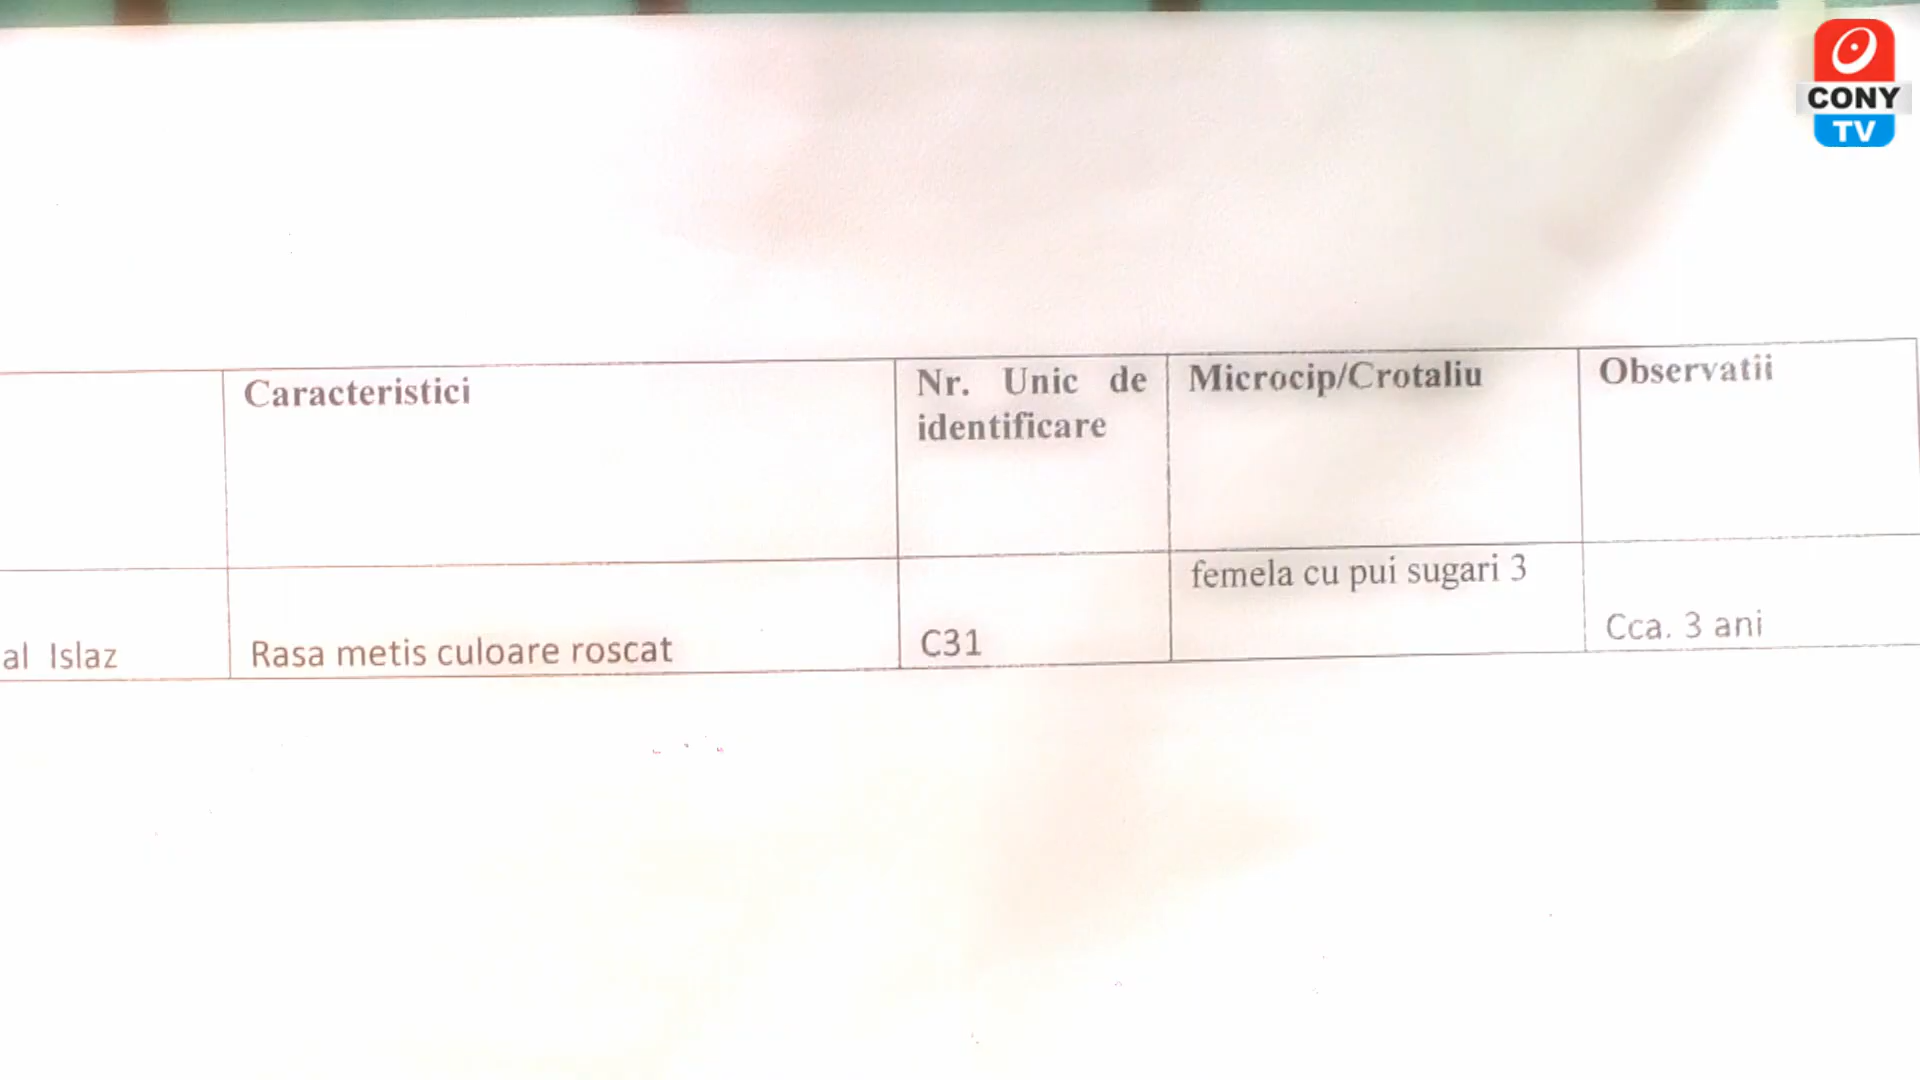 CONY
TV
Caracteristici
Nr. Unic de
identificare
Microcip/Crotaliu
Observatii
al Islaz
Rasa metis culoare roscat
C31
femela cu pui sugari 3
Cca. 3 ani